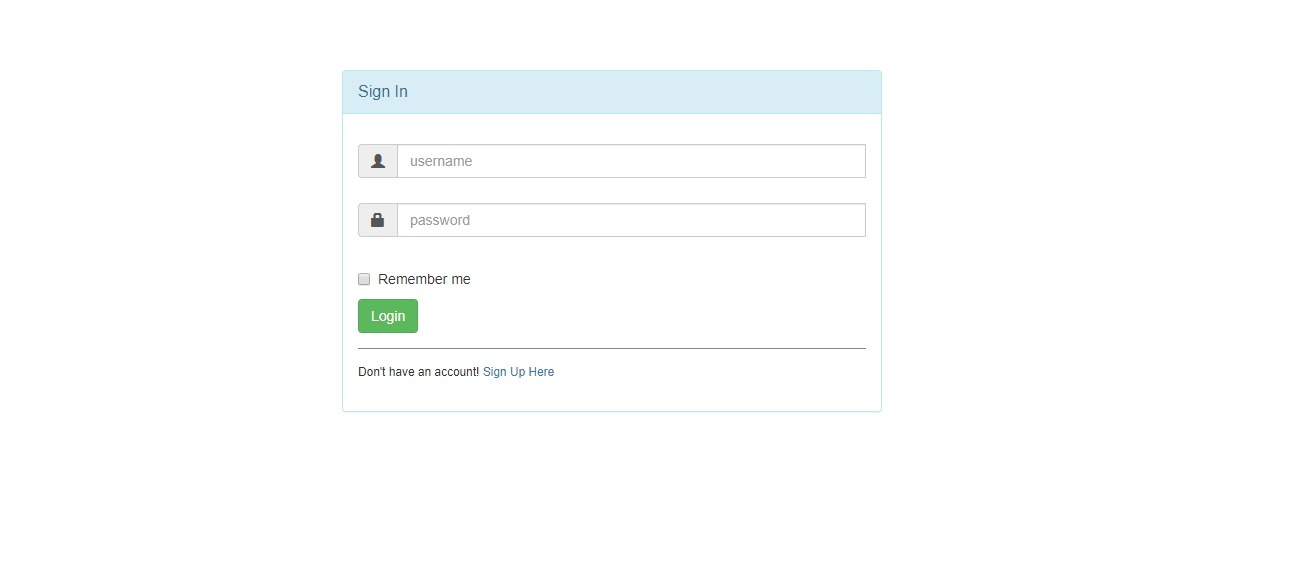 Sign In
username
password
Remember me
Login
Don't have an account! Sign Up Here